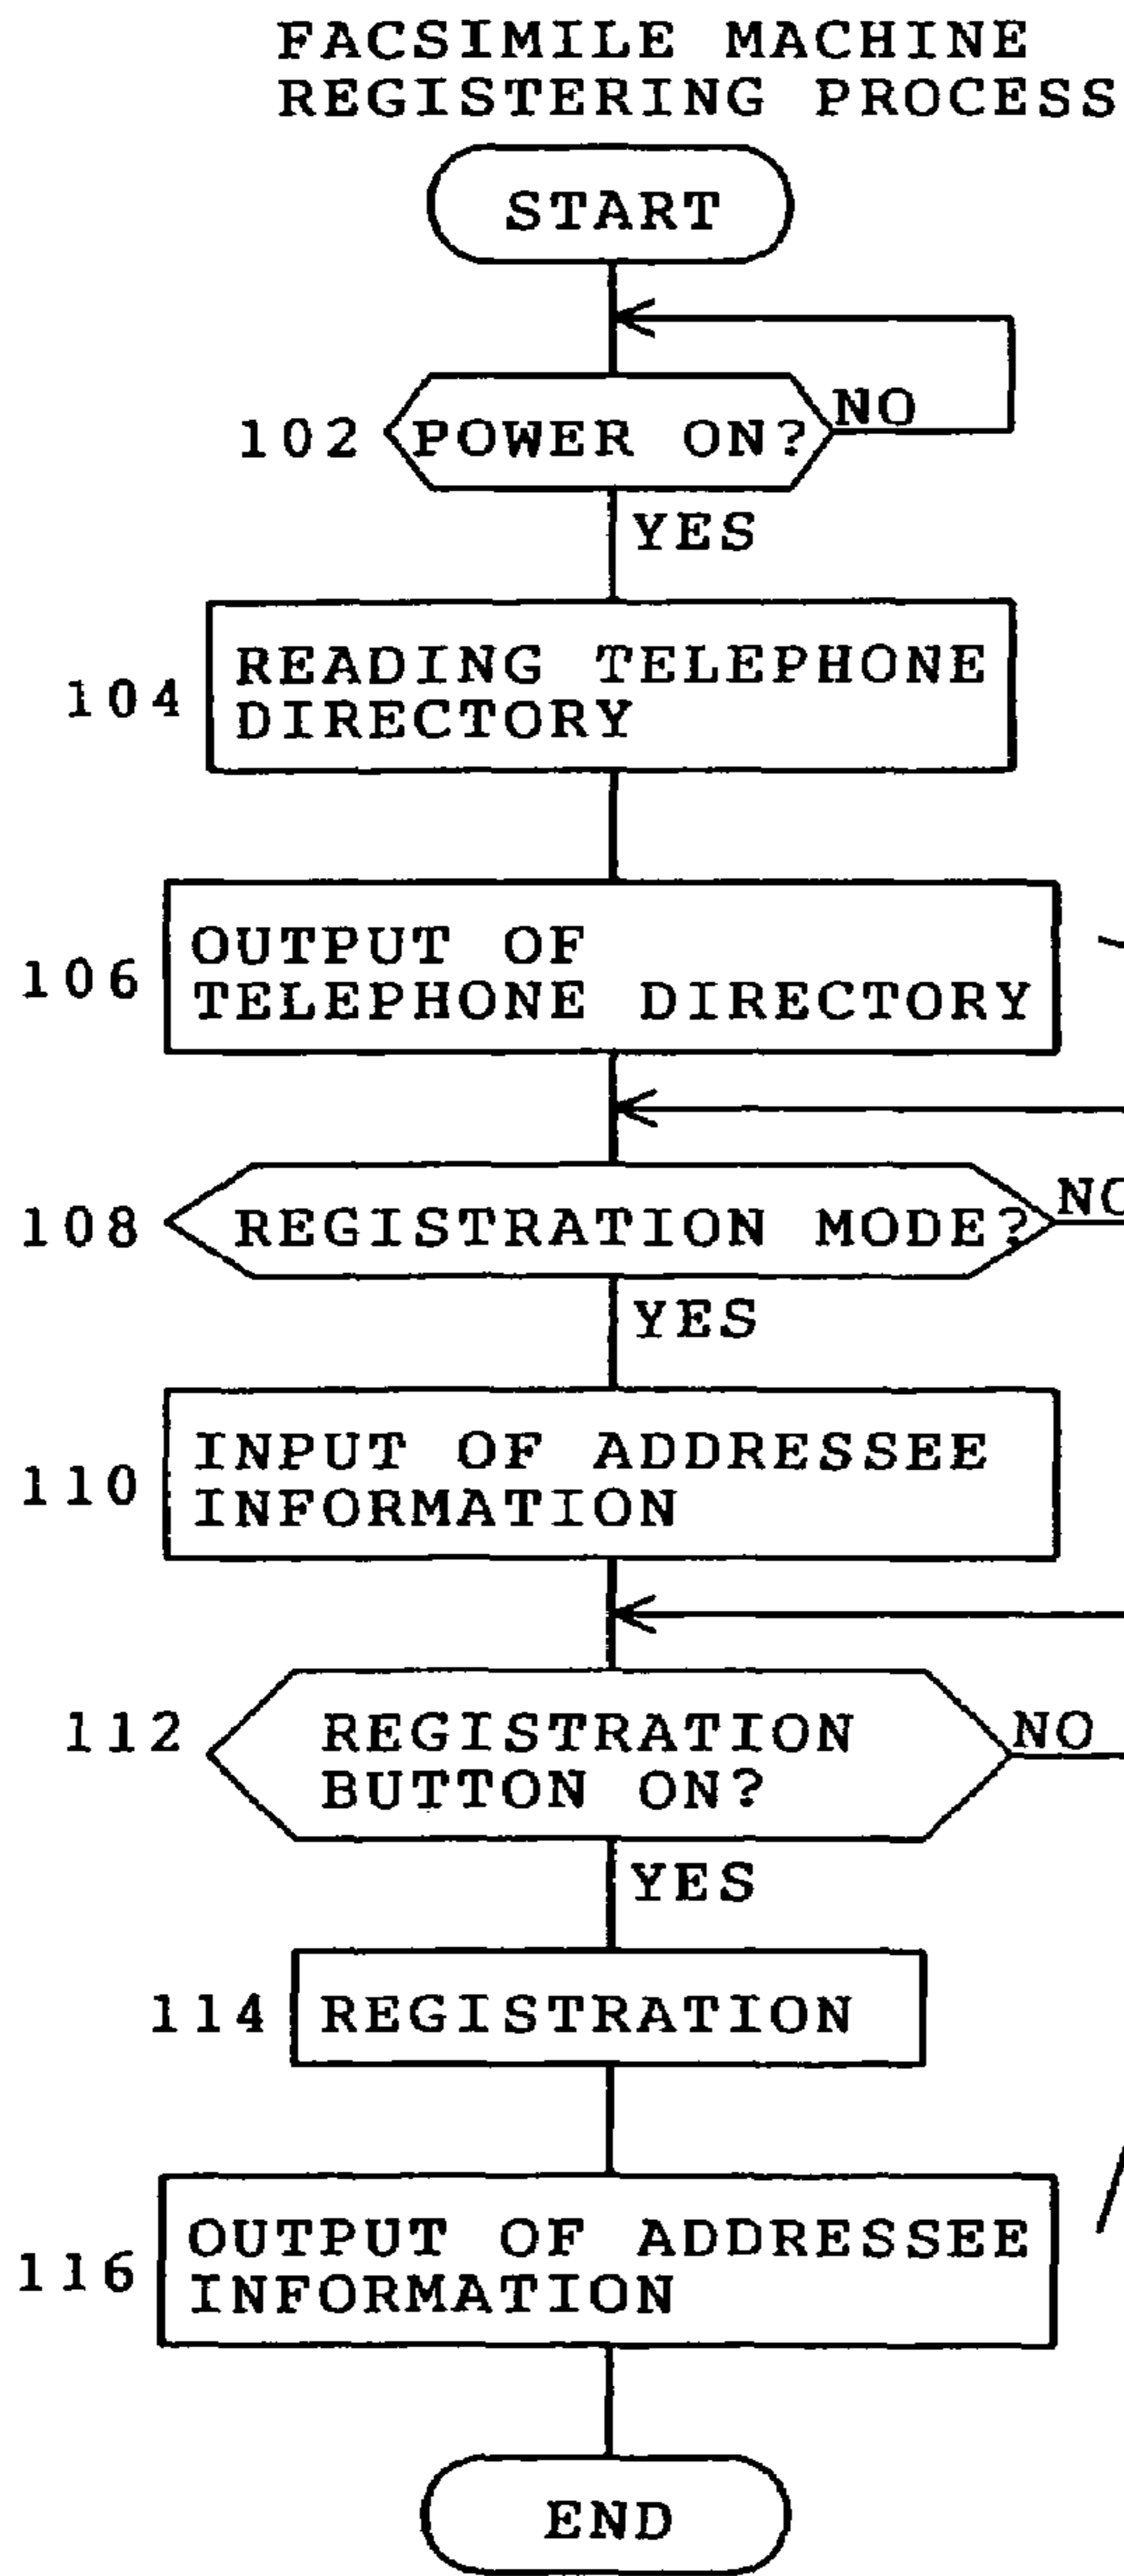 FACSIMILE MACHINE
REGISTERING PROCESS
START
102 POWER ON? NO
YES
104
READING TELEPHONE
DIRECTORY
106
OUTPUT OF
TELEPHONE DIRECTORY
108 REGISTRATION MODE? NO
YES
110
INPUT OF ADDRESSEE
INFORMATION
112
REGISTRATION
BUTTON ON?
NO
YES
114 REGISTRATION
116
OUTPUT OF ADDRESSEE
INFORMATION
END